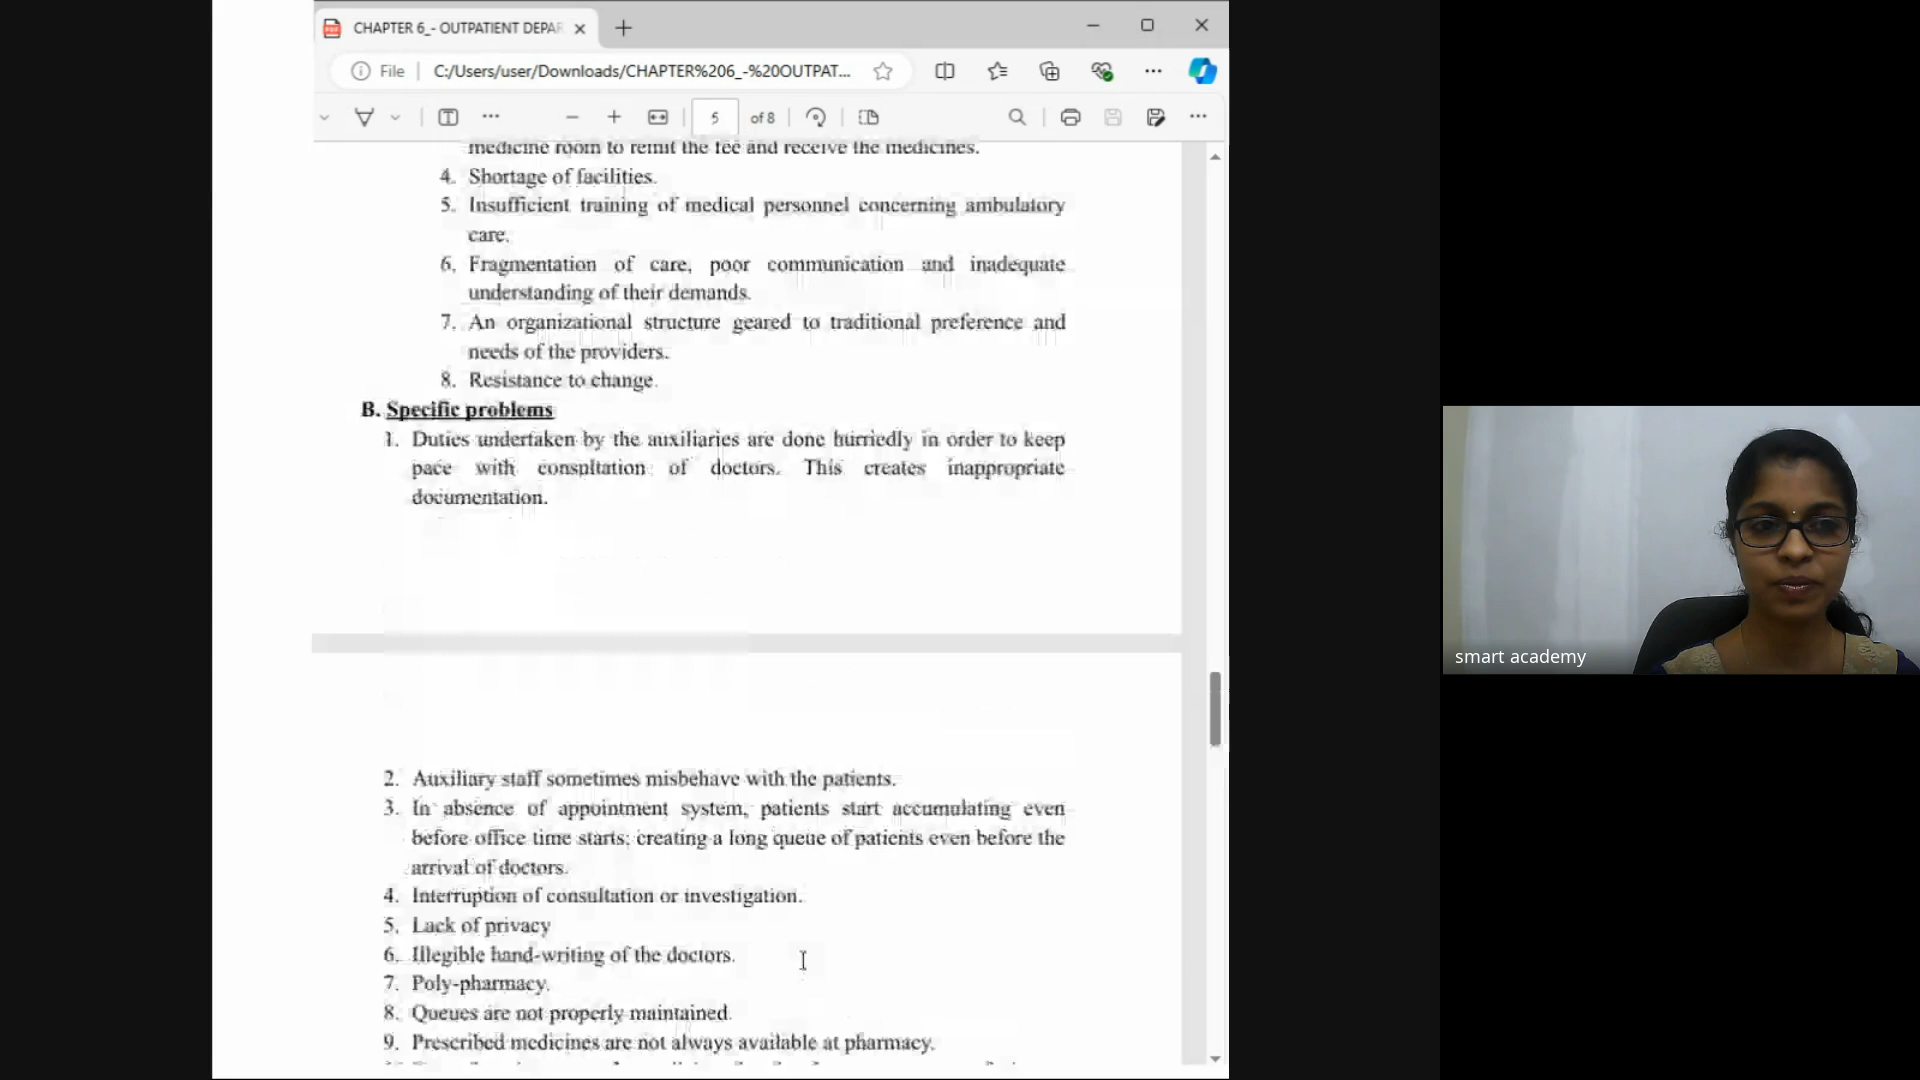 CHAPTER 6_- OUTPATIENT DEPAR
File
C:/Users/user/Downloads/CHAPTER%206_-%20OUTPAT...
5 of 8
medicine room to remit the fee and receive the medicines.
4. Shortage of facilities.
5. Insufficient training of medical personnel concerning ambulatory
care.
6. Fragmentation of care, poor communication and inadequate
understanding of their demands.
7. An organizational structure geared to traditional preference and
needs of the providers.
8. Resistance to change.
B. Specific problems
1. Duties undertaken by the auxiliaries are done hurriedly in order to keep
pace with consultation of doctors. This creates inappropriate
documentation.
2. Auxiliary staff sometimes misbehave with the patients.
3. In absence of appointment system, patients start accumulating even
before office time starts; creating a long queue of patients even before the
arrival of doctors.
4. Interruption of consultation or investigation.
5. Lack of privacy
6. Illegible hand-writing of the doctors.
7. Poly-pharmacy.
8. Queues are not properly maintained.
9. Prescribed medicines are not always available at pharmacy.
smart academy